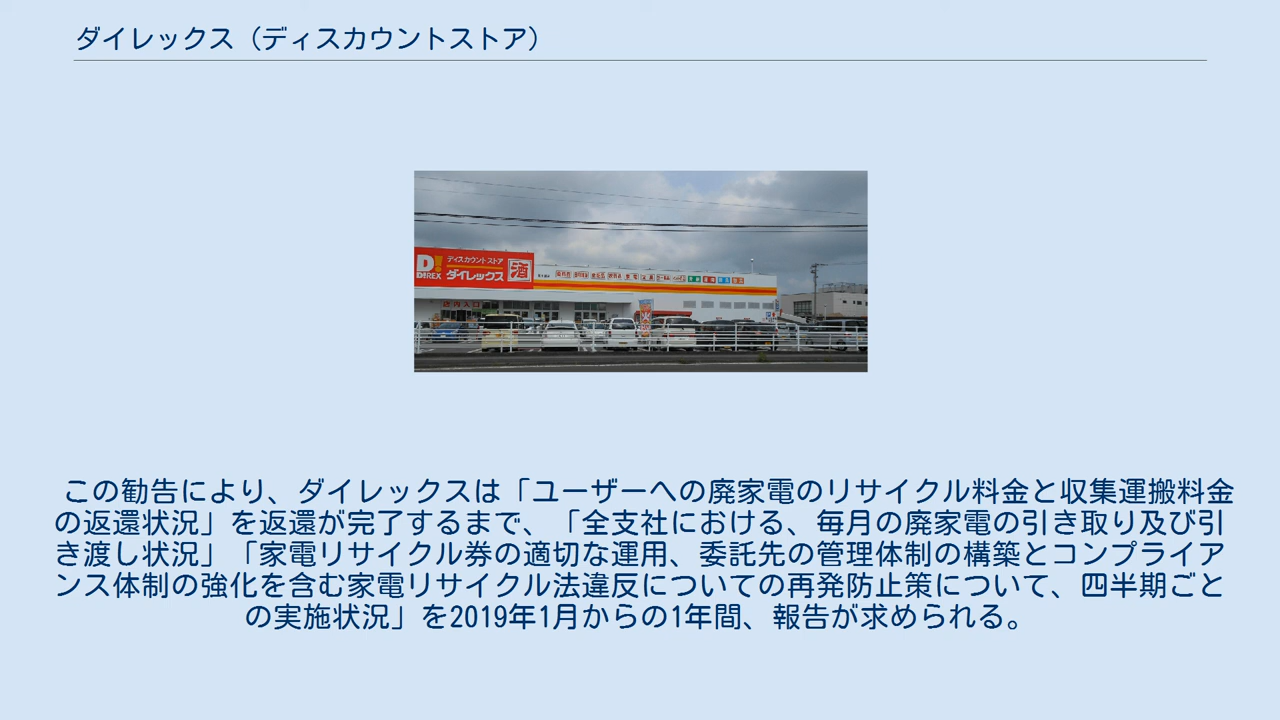 ダイレックス（ディスカウントストア）
D!
DIREX
ディスカウントストア
ダイレックス
酒
店内入口
この勧告により、ダイレックスは「ユーザーへの廃家電のリサイクル料金と収集運搬料金
の返還状況」を返還が完了するまで、「全支社における、毎月の廃家電の引き取り及び引
き渡し状況」「家電リサイクル券の適切な運用、委託先の管理体制の構築とコンプライア
ンス体制の強化を含む家電リサイクル法違反についての再発防止策について、四半期ごと
の実施状況」を2019年1月からの1年間、報告が求められる。